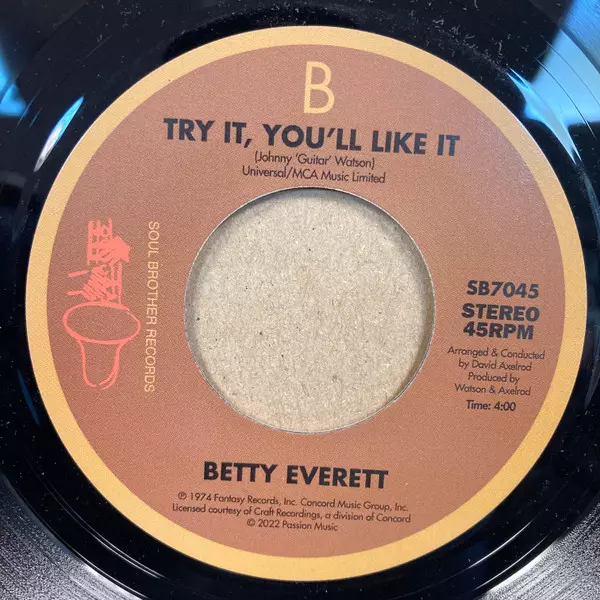 B
TRY IT, YOU'LL LIKE IT
(Johnny 'Guitar' Watson)
Universal/MCA Music Limited
SOUL BROTHER RECORDS
SB7045
STEREO
45RPM
Arranged & Conducted
by David Axelrod
Produced by
Watson & Axelrod
Time: 4:00
BETTY EVERETT
℗ 1974 Fantasy Records, Inc. Concord Music Group, Inc.
Licensed courtesy of Craft Recordings, a division of Concord
© 2022 Passion Music